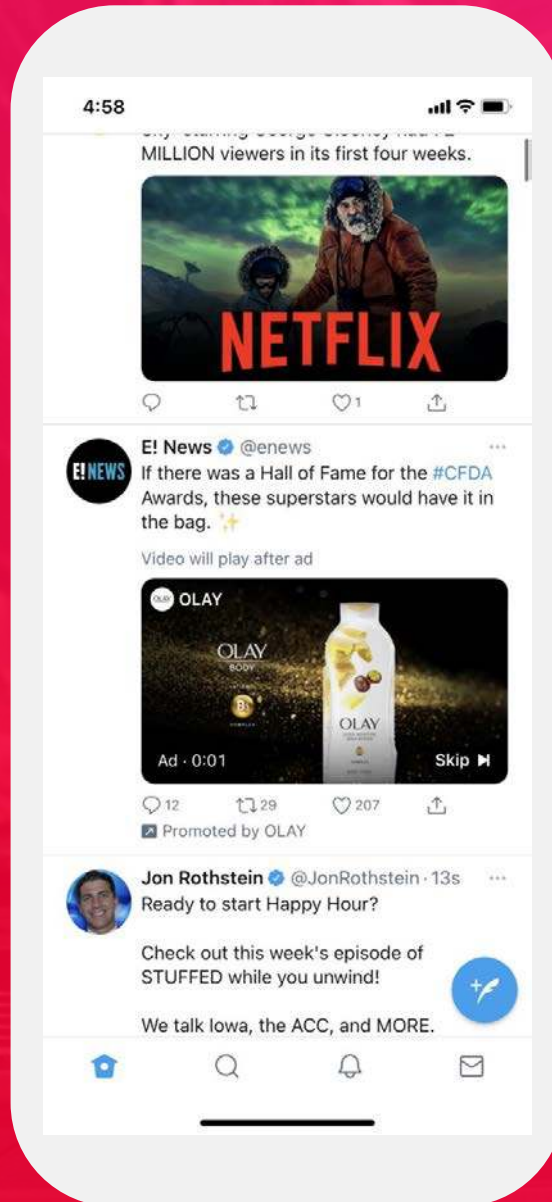 4:58
MILLION viewers in its first four weeks.
NETFLIX
1
E! News @enews
E! NEWS
If there was a Hall of Fame for the #CFDA
Awards, these superstars would have it in
the bag. ✨
Video will play after ad
OLAY
OLAY
BODY
B3
OLAY
Ad · 0:01
Skip
12
29
207
Promoted by OLAY
Jon Rothstein @JonRothstein · 13s
Ready to start Happy Hour?
Check out this week's episode of
STUFFED while you unwind!
We talk Iowa, the ACC, and MORE.